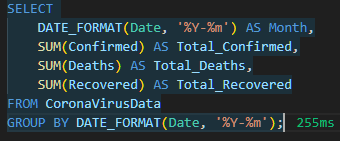 SELECT
    DATE_FORMAT(Date, '%Y-%m') AS Month,
    SUM(Confirmed) AS Total_Confirmed,
    SUM(Deaths) AS Total_Deaths,
    SUM(Recovered) AS Total_Recovered
FROM CoronaVirusData
GROUP BY DATE_FORMAT(Date, '%Y-%m'); 255ms